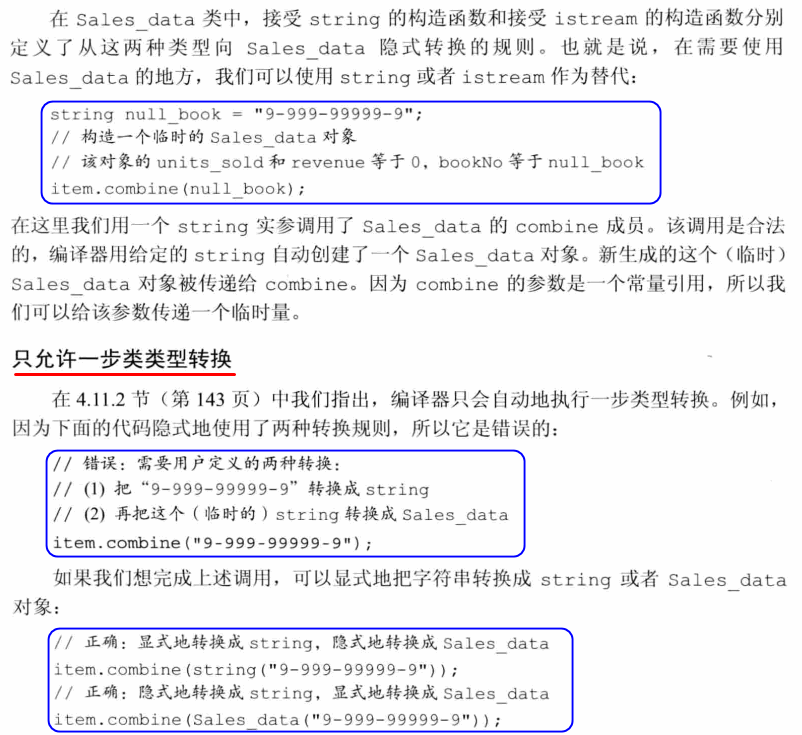 在 Sales_data 类中，接受 string 的构造函数和接受 istream 的构造函数分别
定义了从这两种类型向 Sales_data 隐式转换的规则。也就是说，在需要使用
Sales_data 的地方，我们可以使用 string 或者 istream 作为替代：
string null_book = "9-999-99999-9";
// 构造一个临时的 Sales_data 对象
// 该对象的 units_sold 和 revenue 等于 0，bookNo 等于 null_book
item.combine(null_book);
在这里我们用一个 string 实参调用了 Sales_data 的 combine 成员。该调用是合法
的，编译器用给定的 string 自动创建了一个 Sales_data 对象。新生成的这个（临时）
Sales_data 对象被传递给 combine。因为 combine 的参数是一个常量引用，所以我
们可以给该参数传递一个临时量。
只允许一步类类型转换
在 4.11.2 节（第 143 页）中我们指出，编译器只会自动地执行一步类型转换。例如，
因为下面的代码隐式地使用了两种转换规则，所以它是错误的：
// 错误：需要用户定义的两种转换：
// (1) 把“9-999-99999-9”转换成 string
// (2) 再把这个（临时的）string 转换成 Sales_data
item.combine("9-999-99999-9");
如果我们想完成上述调用，可以显式地把字符串转换成 string 或者 Sales_data
对象：
// 正确：显式地转换成 string，隐式地转换成 Sales_data
item.combine(string("9-999-99999-9"));
// 正确：隐式地转换成 string，显式地转换成 Sales_data
item.combine(Sales_data("9-999-99999-9"));